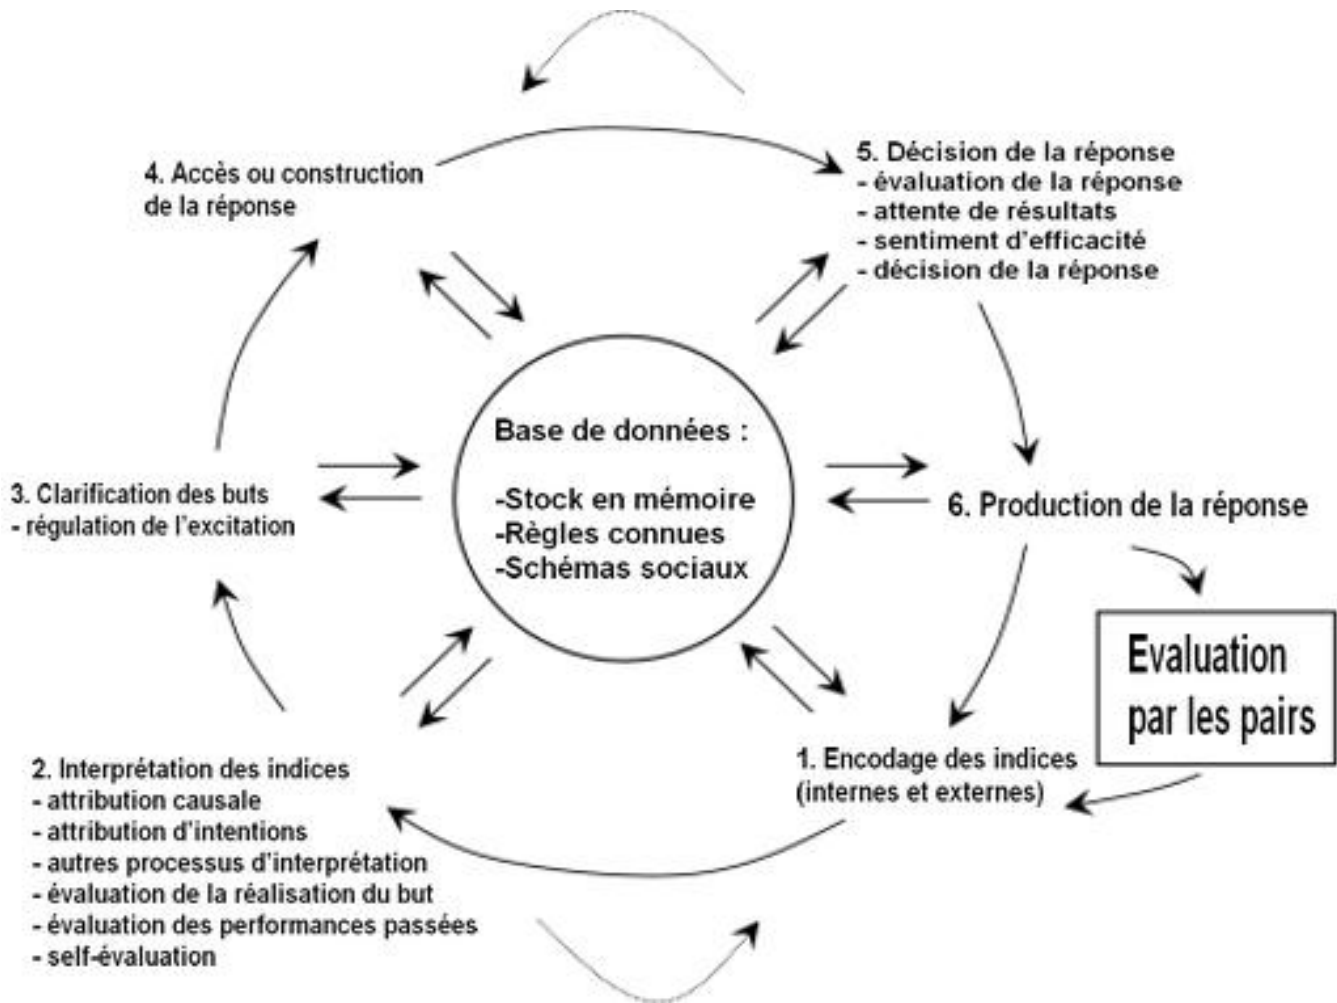 4. Accès ou construction
de la réponse
5. Décision de la réponse
- évaluation de la réponse
- attente de résultats
- sentiment d'efficacité
- décision de la réponse
Base de données :
-Stock en mémoire
-Règles connues
-Schémas sociaux
3. Clarification des buts
- régulation de l'excitation
6. Production de la réponse
Evaluation
par les pairs
1. Encodage des indices
(internes et externes)
2. Interprétation des indices
- attribution causale
- attribution d'intentions
- autres processus d'interprétation
- évaluation de la réalisation du but
- évaluation des performances passées
- self-évaluation